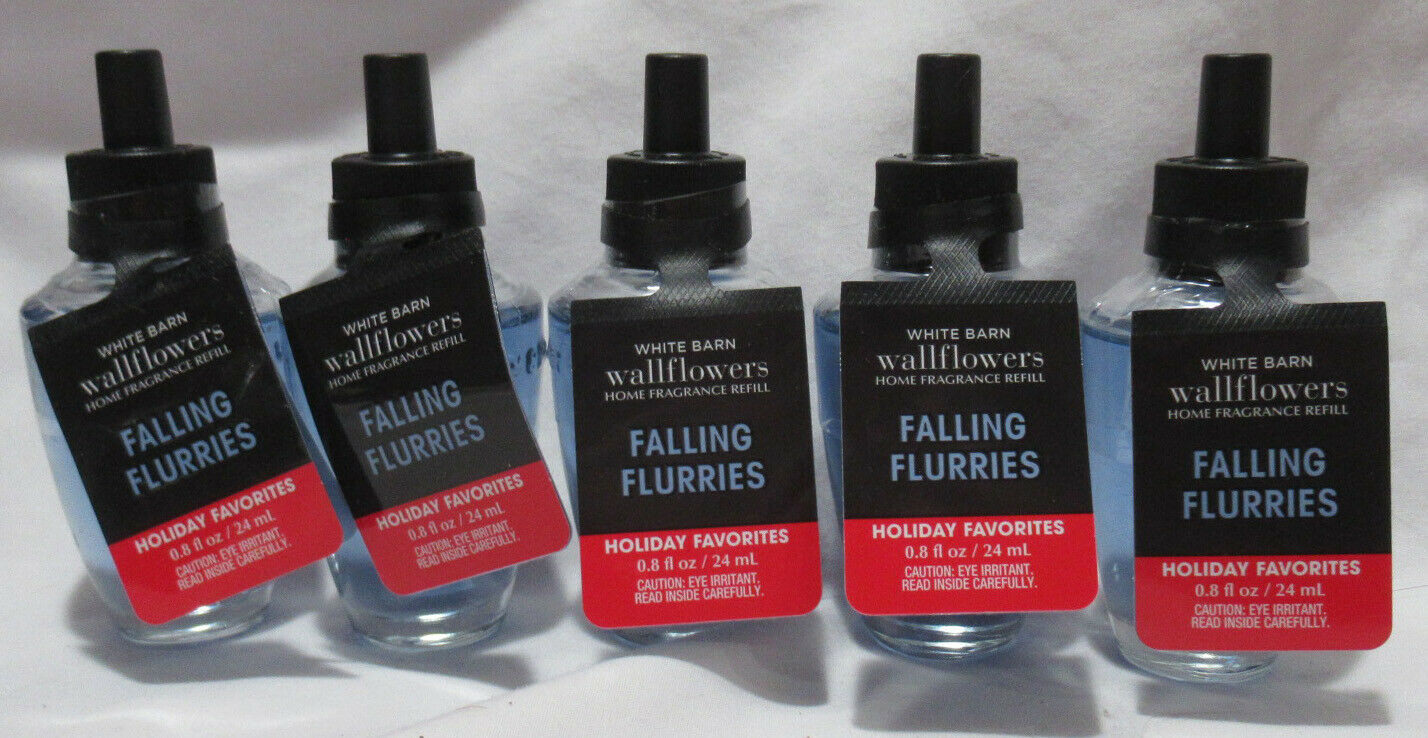 WHITE BARN
wallflowers
HOME FRAGRANCE REFILL
FALLING
FLURRIES
HOLIDAY FAVORITES
0.8 fl oz / 24 mL
CAUTION: EYE IRRITANT.
READ INSIDE CAREFULLY.
WHITE BARN
wallflowers
HOME FRAGRANCE REFILL
FALLING
FLURRIES
HOLIDAY FAVORITES
0.8 fl oz / 24 mL
CAUTION: EYE IRRITANT.
READ INSIDE CAREFULLY.
WHITE BARN
wallflowers
HOME FRAGRANCE REFILL
FALLING
FLURRIES
HOLIDAY FAVORITES
0.8 fl oz / 24 mL
CAUTION: EYE IRRITANT.
READ INSIDE CAREFULLY.
WHITE BARN
wallflowers
HOME FRAGRANCE REFILL
FALLING
FLURRIES
HOLIDAY FAVORITES
0.8 fl oz / 24 mL
CAUTION: EYE IRRITANT.
READ INSIDE CAREFULLY.
WHITE BARN
wallflowers
HOME FRAGRANCE REFILL
FALLING
FLURRIES
HOLIDAY FAVORITES
0.8 fl oz / 24 mL
CAUTION: EYE IRRITANT.
READ INSIDE CAREFULLY.